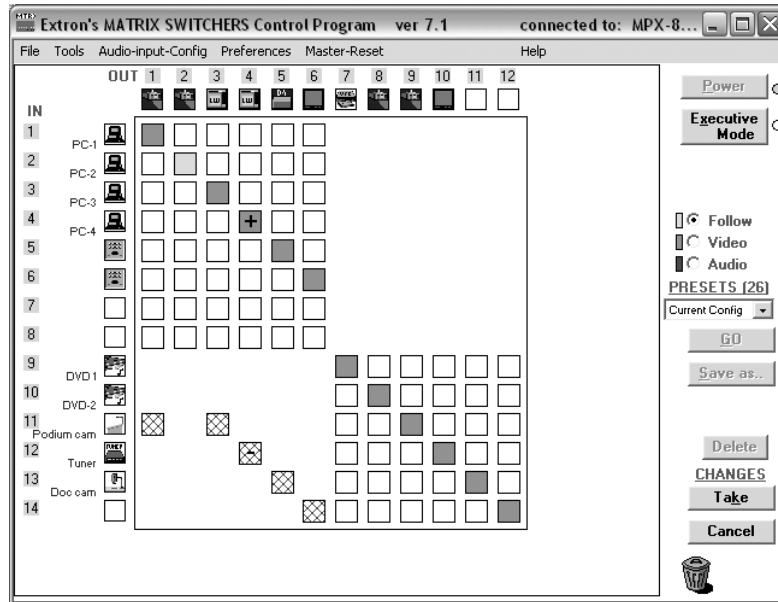 Extron's MATRIX SWITCHERS Control Program ver 7.1 connected to: MPX-8...
File Tools Audio-input-Config Preferences Master-Reset Help
OUT 1 2 3 4 5 6 7 8 9 10 11 12
IN
1 PC-1
2 PC-2
3 PC-3
4 PC-4
5
6
7
8
9 DVD1
10 DVD-2
11 Podium cam
12 Tuner
13 Doc cam
14
Power
Executive
Mode
Follow
Video
Audio
PRESETS (26)
Current Config
GO
Save as..
Delete
CHANGES
Take
Cancel